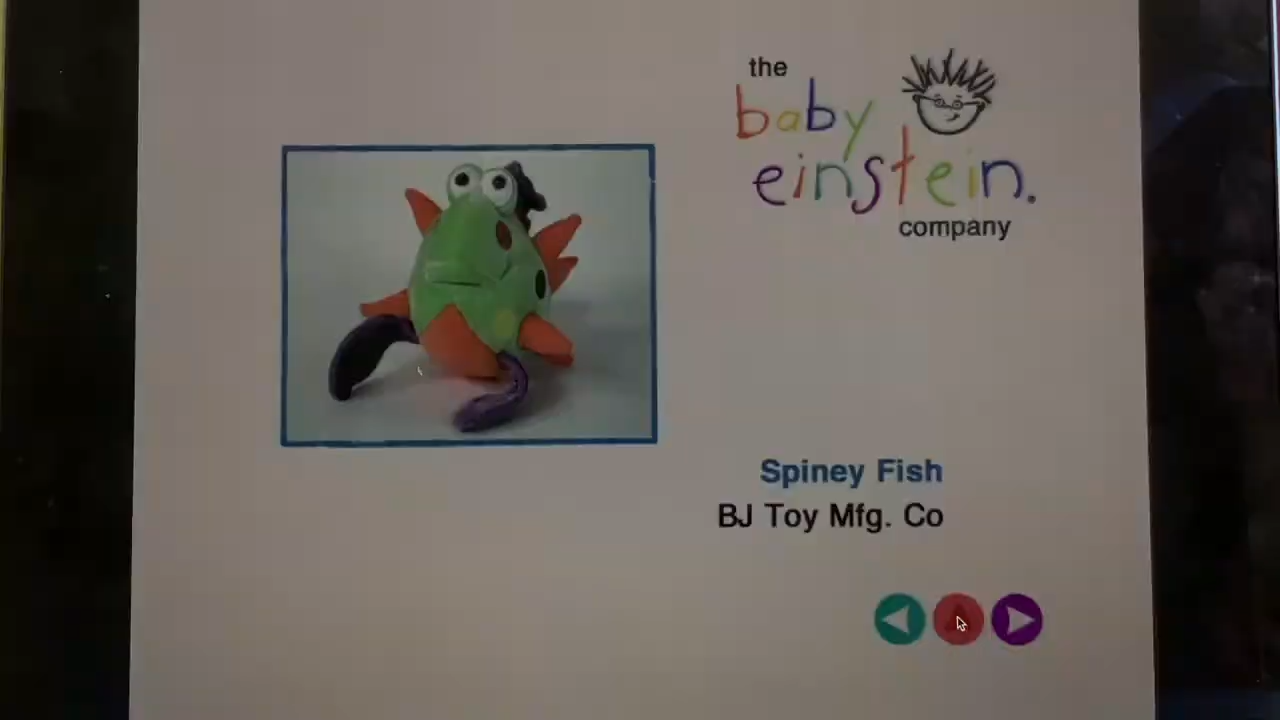 the
baby
einstein.
company
Spiney Fish
BJ Toy Mfg. Co